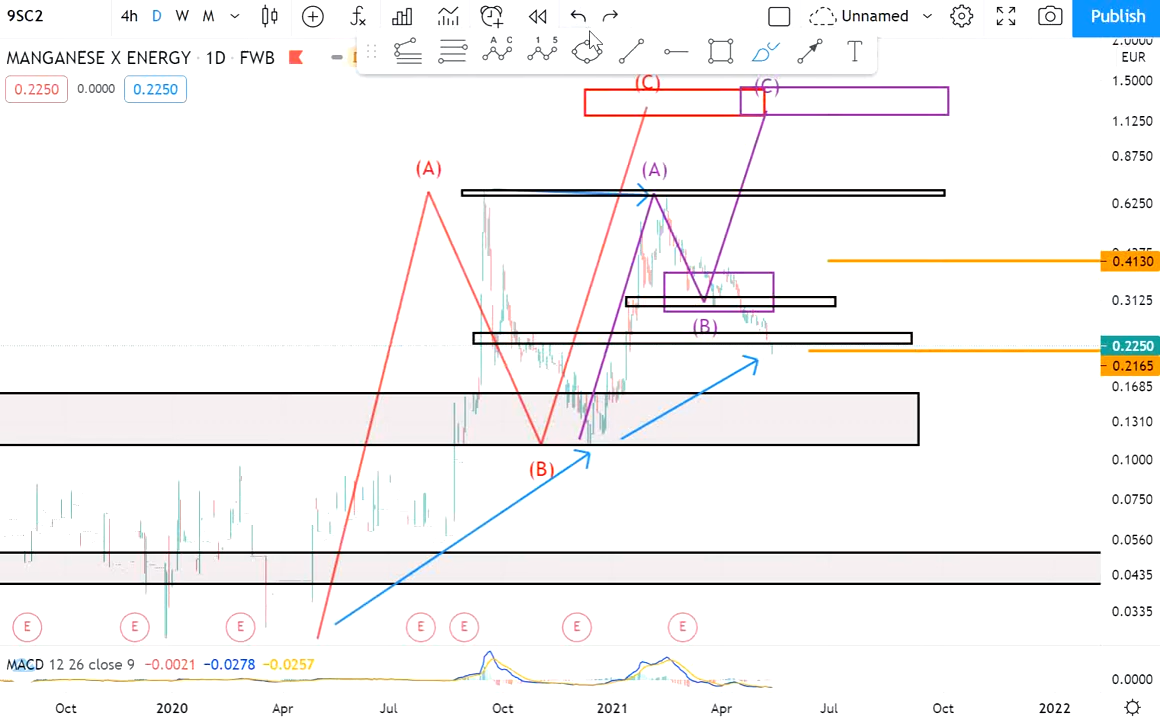 9SC2 4h D W M Unnamed Publish
A C 1 5 T
MANGANESE X ENERGY · 1D · FWB
EUR
0.2250 0.0000 0.2250
1.5000
1.1250
0.8750
0.6250
0.4130
0.3125
0.2250
0.2165
0.1685
0.1310
0.1000
0.0750
0.0560
0.0435
0.0335
(C) (C)
(A) (A)
(B)
(B)
E E E E E E E
MACD 12 26 close 9 −0.0021 −0.0278 −0.0257
0.0000
Oct 2020 Apr Jul Oct 2021 Apr Jul Oct 2022